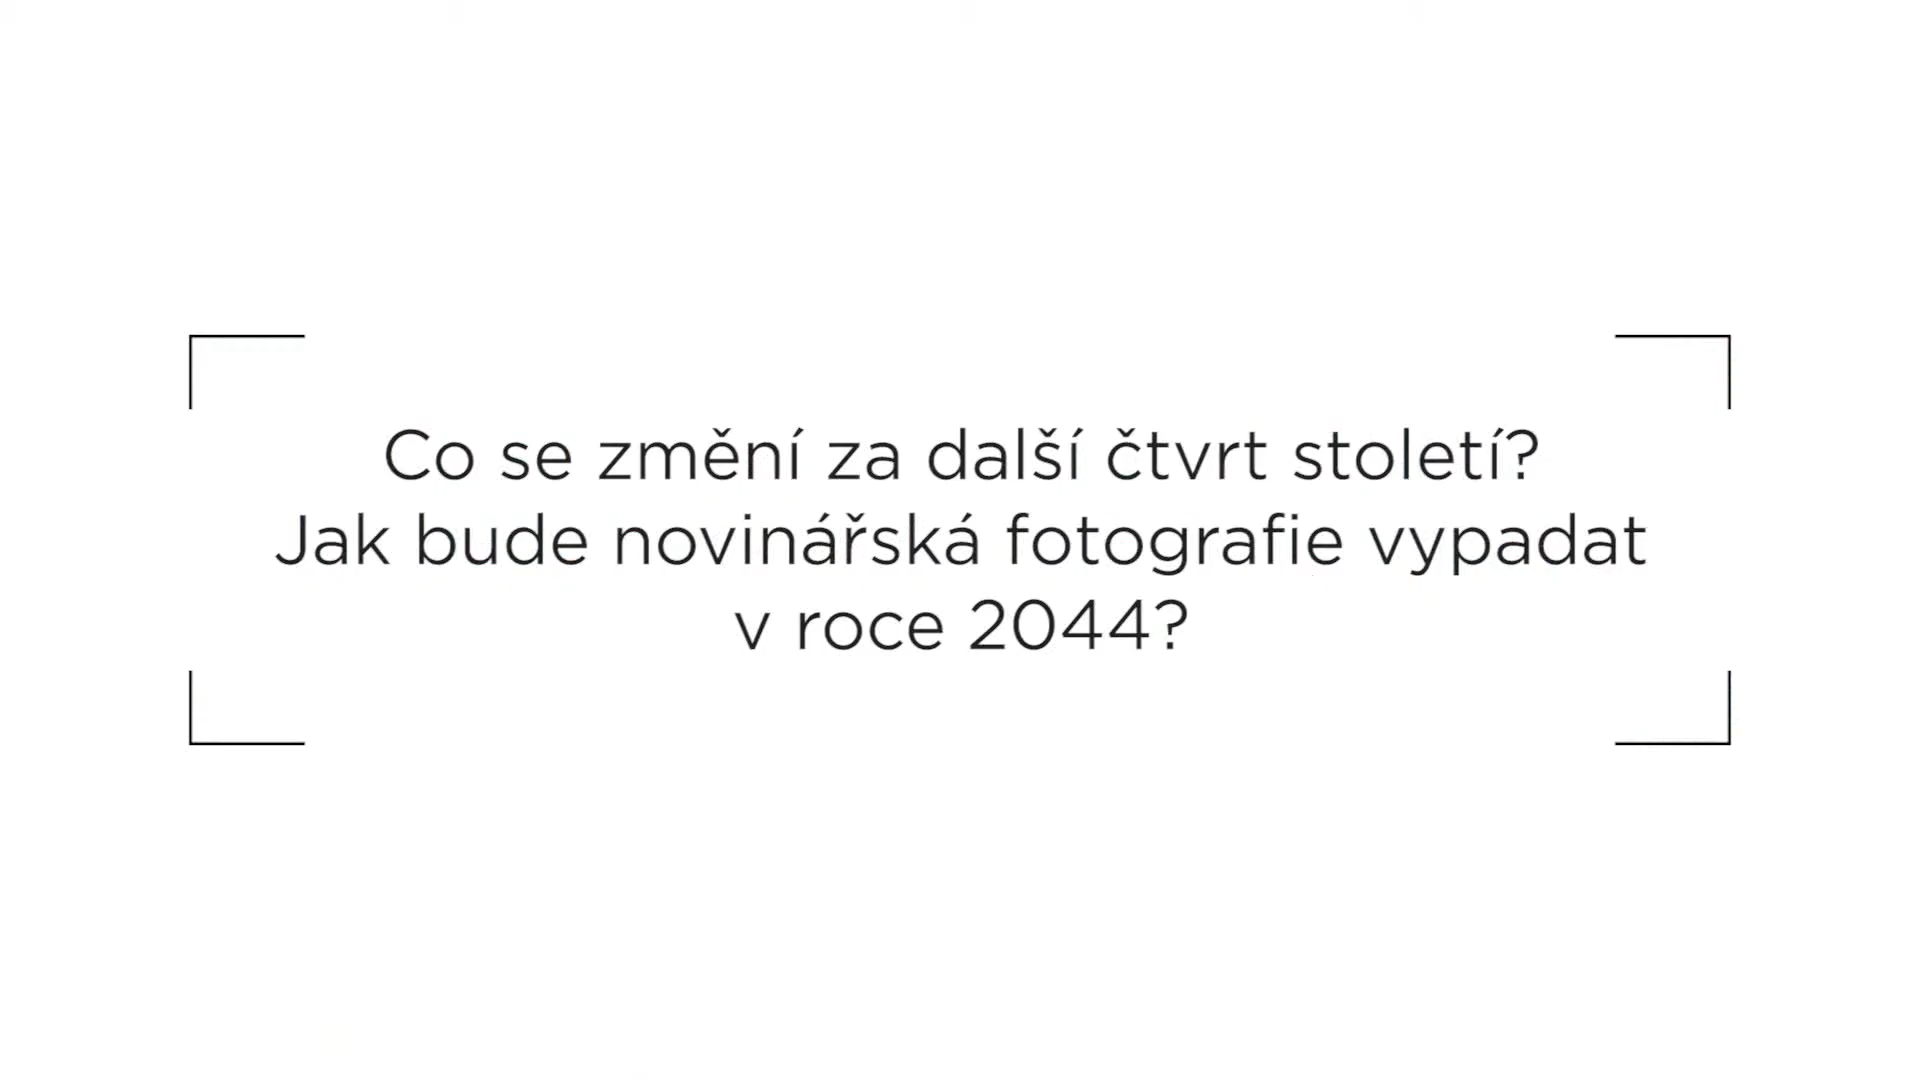 Co se změní za další čtvrt století?
Jak bude novinářská fotografie vypadat
v roce 2044?